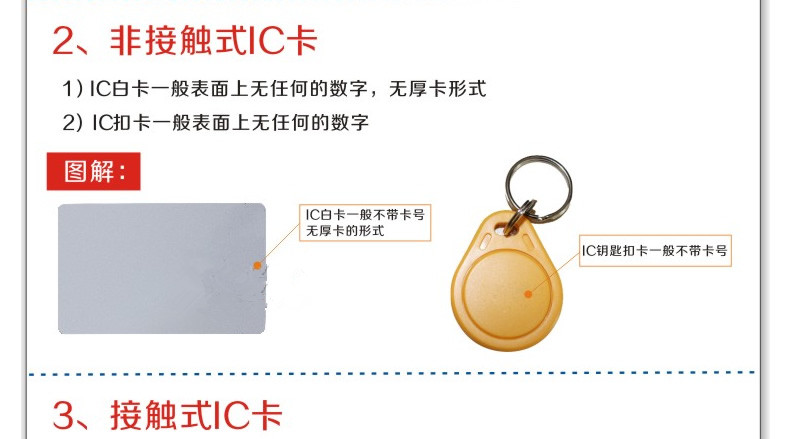 2、非接触式IC卡
1) IC白卡一般表面上无任何的数字，无厚卡形式
2) IC扣卡一般表面上无任何的数字
图解：
IC白卡一般不带卡号
无厚卡的形式
IC钥匙扣卡一般不带卡号
3、接触式IC卡